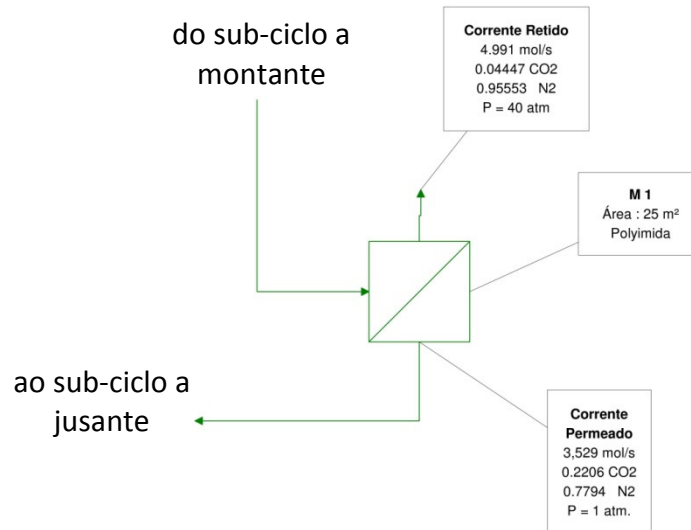 do sub-ciclo a
montante
Corrente Retido
4.991 mol/s
0.04447 CO2
0.95553 N2
P = 40 atm
M 1
Área : 25 m²
Polyimida
ao sub-ciclo a
jusante
Corrente
Permeado
3,529 mol/s
0.2206 CO2
0.7794 N2
P = 1 atm.